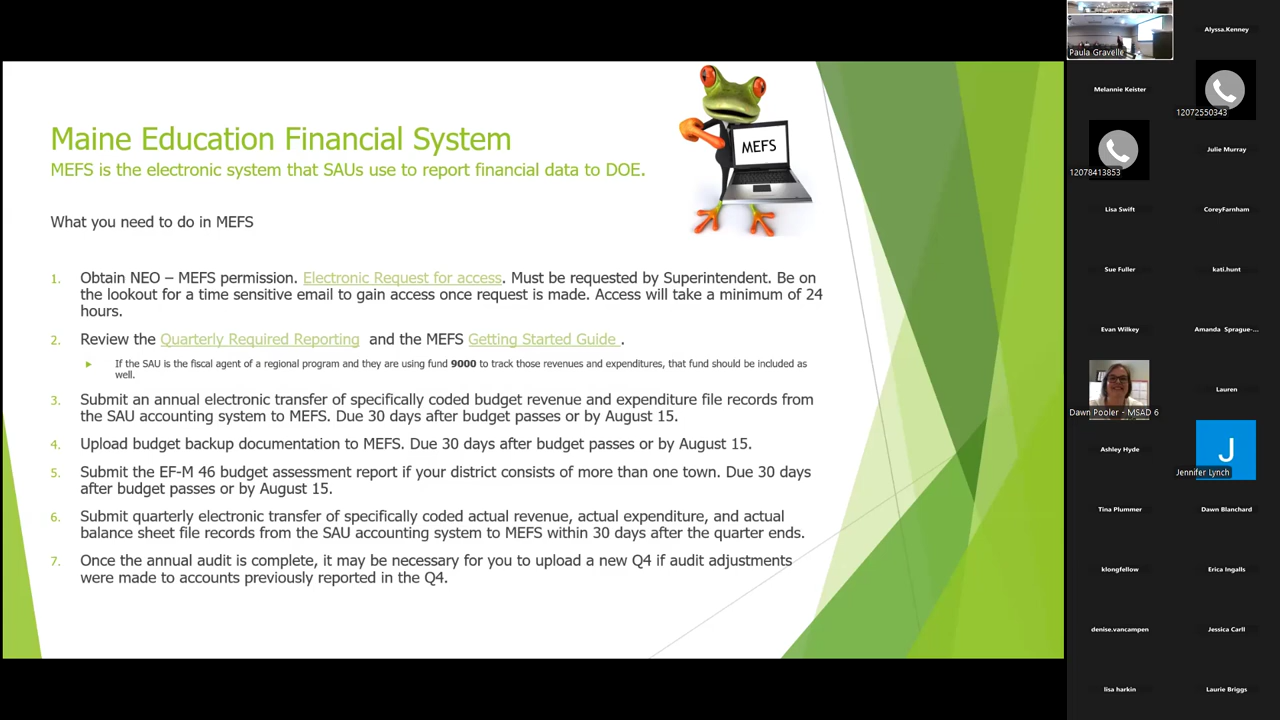 Maine Education Financial System
MEFS is the electronic system that SAUs use to report financial data to DOE.
MEFS
What you need to do in MEFS
1. Obtain NEO – MEFS permission. Electronic Request for access. Must be requested by Superintendent. Be on
the lookout for a time sensitive email to gain access once request is made. Access will take a minimum of 24
hours.
2. Review the Quarterly Required Reporting and the MEFS Getting Started Guide .
If the SAU is the fiscal agent of a regional program and they are using fund 9000 to track those revenues and expenditures, that fund should be included as
well.
3. Submit an annual electronic transfer of specifically coded budget revenue and expenditure file records from
the SAU accounting system to MEFS. Due 30 days after budget passes or by August 15.
4. Upload budget backup documentation to MEFS. Due 30 days after budget passes or by August 15.
5. Submit the EF-M 46 budget assessment report if your district consists of more than one town. Due 30 days
after budget passes or by August 15.
6. Submit quarterly electronic transfer of specifically coded actual revenue, actual expenditure, and actual
balance sheet file records from the SAU accounting system to MEFS within 30 days after the quarter ends.
7. Once the annual audit is complete, it may be necessary for you to upload a new Q4 if audit adjustments
were made to accounts previously reported in the Q4.
Paula Gravelle
Alyssa.Kenney
Melannie Keister
12072550343
12078413853
Julie Murray
Lisa Swift
CoreyFarnham
Sue Fuller
kati.hunt
Evan Wilkey
Amanda Sprague-...
Dawn Pooler - MSAD 6
Lauren
Ashley Hyde
J
Jennifer Lynch
Tina Plummer
Dawn Blanchard
klongfellow
Erica Ingalls
denise.vancampen
Jessica Carll
lisa harkin
Laurie Briggs